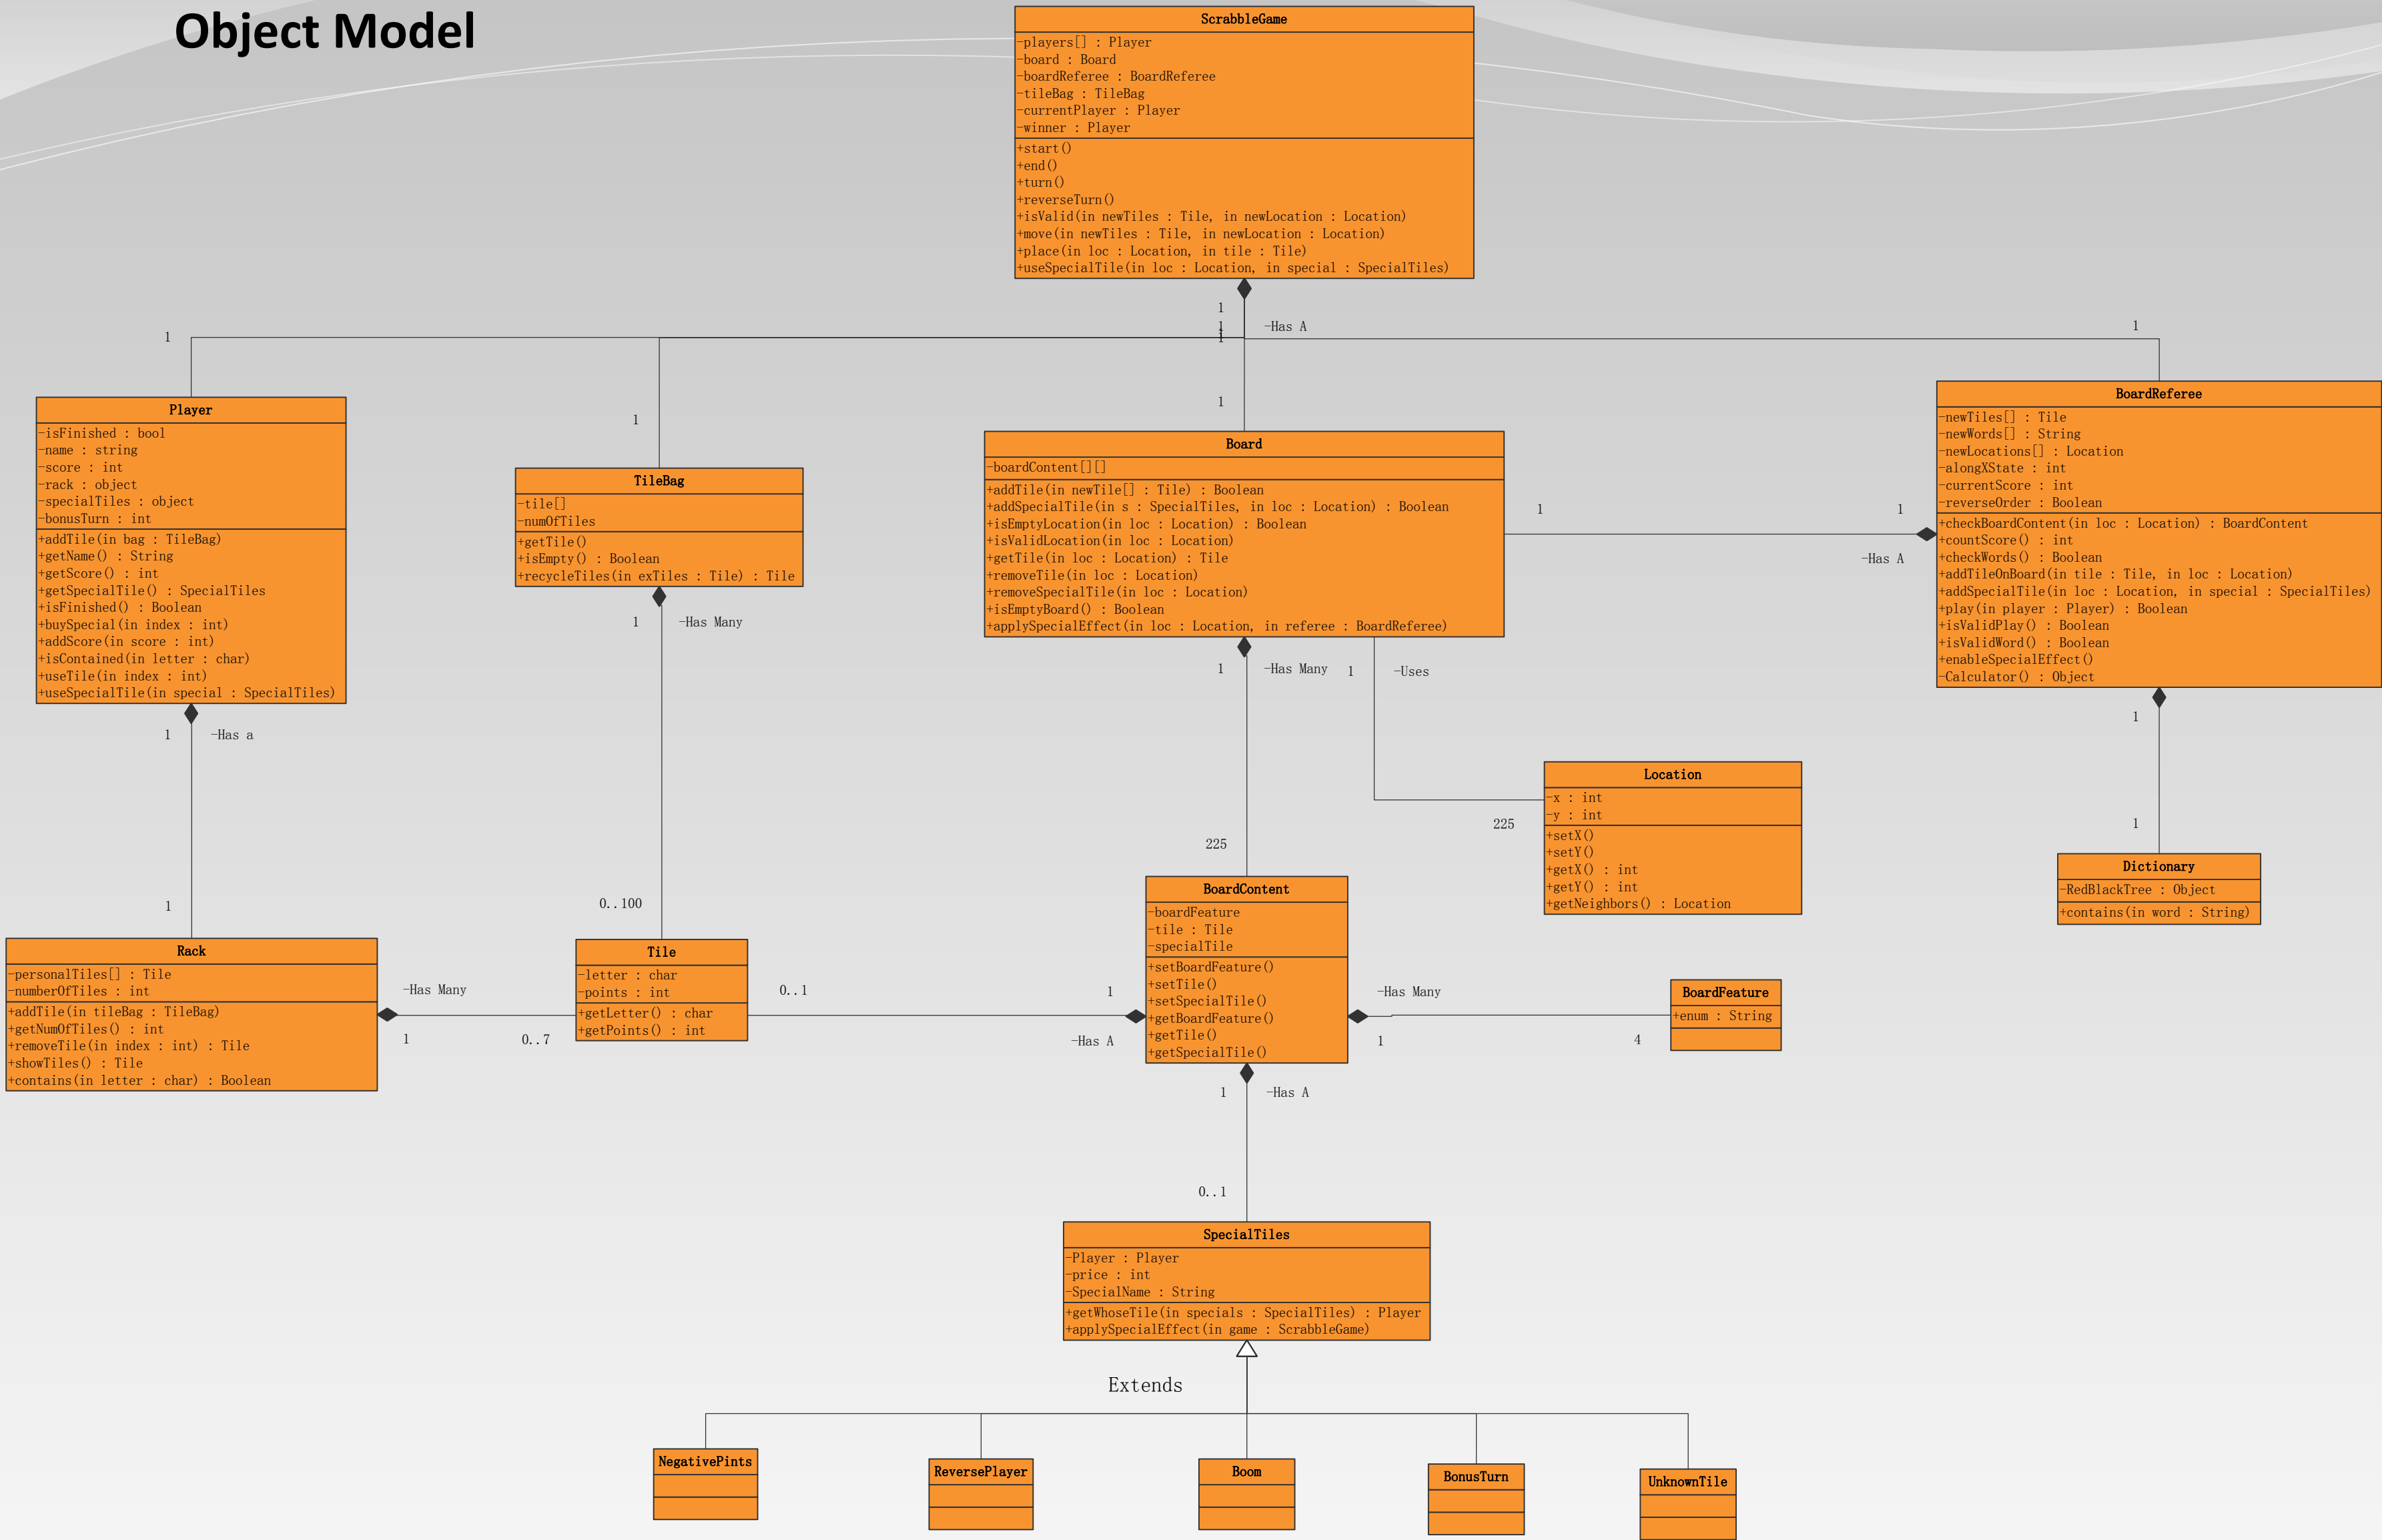 Object Model
ScrabbleGame
-players[] : Player
-board : Board
-boardReferee : BoardReferee
-tileBag : TileBag
-currentPlayer : Player
-winner : Player
+start()
+end()
+turn()
+reverseTurn()
+isValid(in newTiles : Tile, in newLocation : Location)
+move(in newTiles : Tile, in newLocation : Location)
+place(in loc : Location, in tile : Tile)
+useSpecialTile(in loc : Location, in special : SpecialTiles)
1
1
-Has A
1
1
1
1
1
Player
-isFinished : bool
-name : string
-score : int
-rack : object
-specialTiles : object
-bonusTurn : int
+addTile(in bag : TileBag)
+getName() : String
+getScore() : int
+getSpecialTile() : SpecialTiles
+isFinished() : Boolean
+buySpecial(in index : int)
+addScore(in score : int)
+isContained(in letter : char)
+useTile(in index : int)
+useSpecialTile(in special : SpecialTiles)
TileBag
-tile[]
-numOfTiles
+getTile()
+isEmpty() : Boolean
+recycleTiles(in exTiles : Tile) : Tile
Board
-boardContent[][]
+addTile(in newTile[] : Tile) : Boolean
+addSpecialTile(in s : SpecialTiles, in loc : Location) : Boolean
+isEmptyLocation(in loc : Location) : Boolean
+isValidLocation(in loc : Location)
+getTile(in loc : Location) : Tile
+removeTile(in loc : Location)
+removeSpecialTile(in loc : Location)
+isEmptyBoard() : Boolean
+applySpecialEffect(in loc : Location, in referee : BoardReferee)
1
1
-Has A
BoardReferee
-newTiles[] : Tile
-newWords[] : String
-newLocations[] : Location
-alongXState : int
-currentScore : int
-reverseOrder : Boolean
+checkBoardContent(in loc : Location) : BoardContent
+countScore() : int
+checkWords() : Boolean
+addTileOnBoard(in tile : Tile, in loc : Location)
+addSpecialTile(in loc : Location, in special : SpecialTiles)
+play(in player : Player) : Boolean
+isValidPlay() : Boolean
+isValidWord() : Boolean
+enableSpecialEffect()
-Calculator() : Object
1
-Has a
1
1
-Has Many
0..100
1
-Has Many
225
1
-Uses
225
1
1
Location
-x : int
-y : int
+setX()
+setY()
+getX() : int
+getY() : int
+getNeighbors() : Location
Dictionary
-RedBlackTree : Object
+contains(in word : String)
Rack
-personalTiles[] : Tile
-numberOfTiles : int
+addTile(in tileBag : TileBag)
+getNumOfTiles() : int
+removeTile(in index : int) : Tile
+showTiles() : Tile
+contains(in letter : char) : Boolean
-Has Many
1
0..7
Tile
-letter : char
-points : int
+getLetter() : char
+getPoints() : int
0..1
1
-Has A
BoardContent
-boardFeature
-tile : Tile
-specialTile
+setBoardFeature()
+setTile()
+setSpecialTile()
+getBoardFeature()
+getTile()
+getSpecialTile()
-Has Many
1
4
BoardFeature
+enum : String
1
-Has A
0..1
SpecialTiles
-Player : Player
-price : int
-SpecialName : String
+getWhoseTile(in specials : SpecialTiles) : Player
+applySpecialEffect(in game : ScrabbleGame)
Extends
NegativePints
ReversePlayer
Boom
BonusTurn
UnknownTile